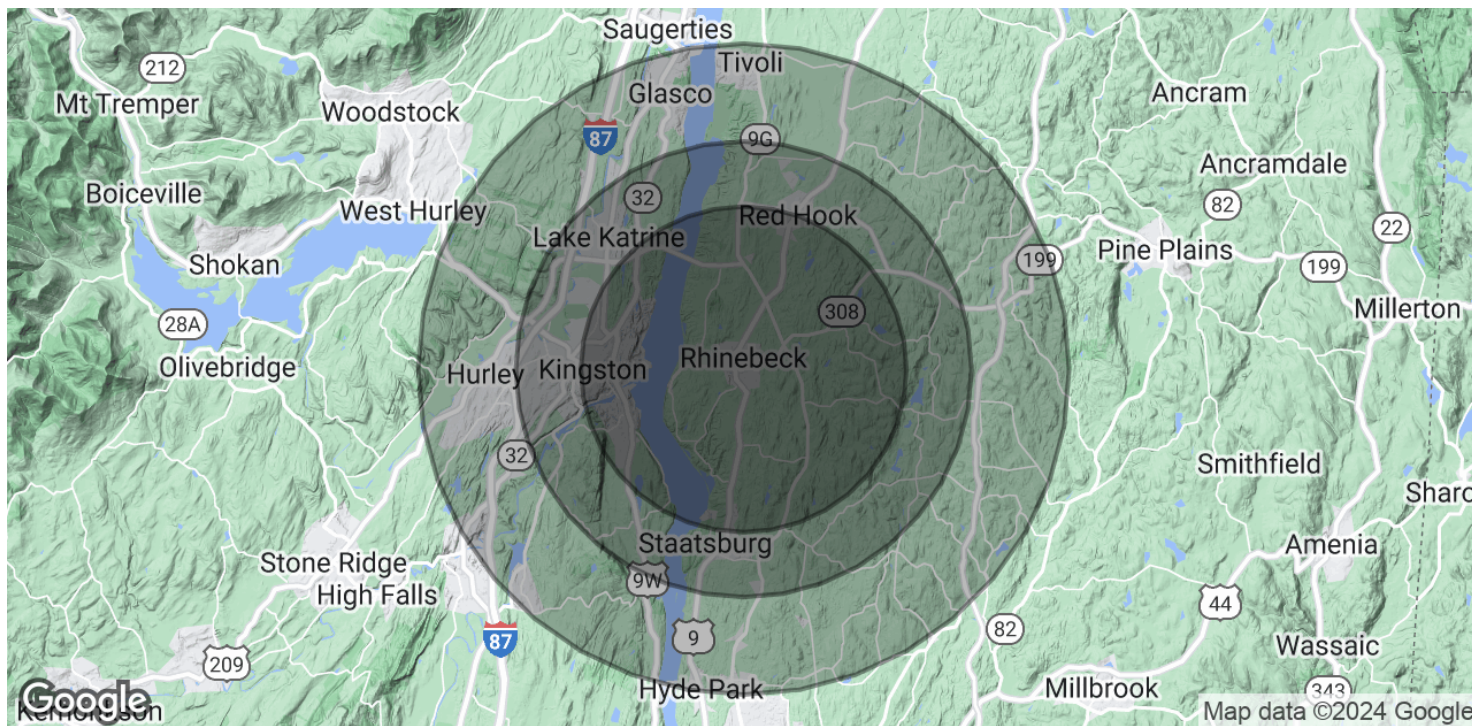 Saugerties
Tivoli
212
Mt Tremper
Woodstock
Glasco
Ancram
87
9G
Ancramdale
Boiceville
32
82
West Hurley
Red Hook
22
Lake Katrine
Pine Plains
Shokan
199
199
28A
308
Millerton
Olivebridge
Hurley
Kingston
Rhinebeck
32
Smithfield
Sharo
Staatsburg
Amenia
Stone Ridge
9W
High Falls
44
87
9
82
Wassaic
209
Hyde Park
Millbrook
343
Google
Map data ©2024 Google